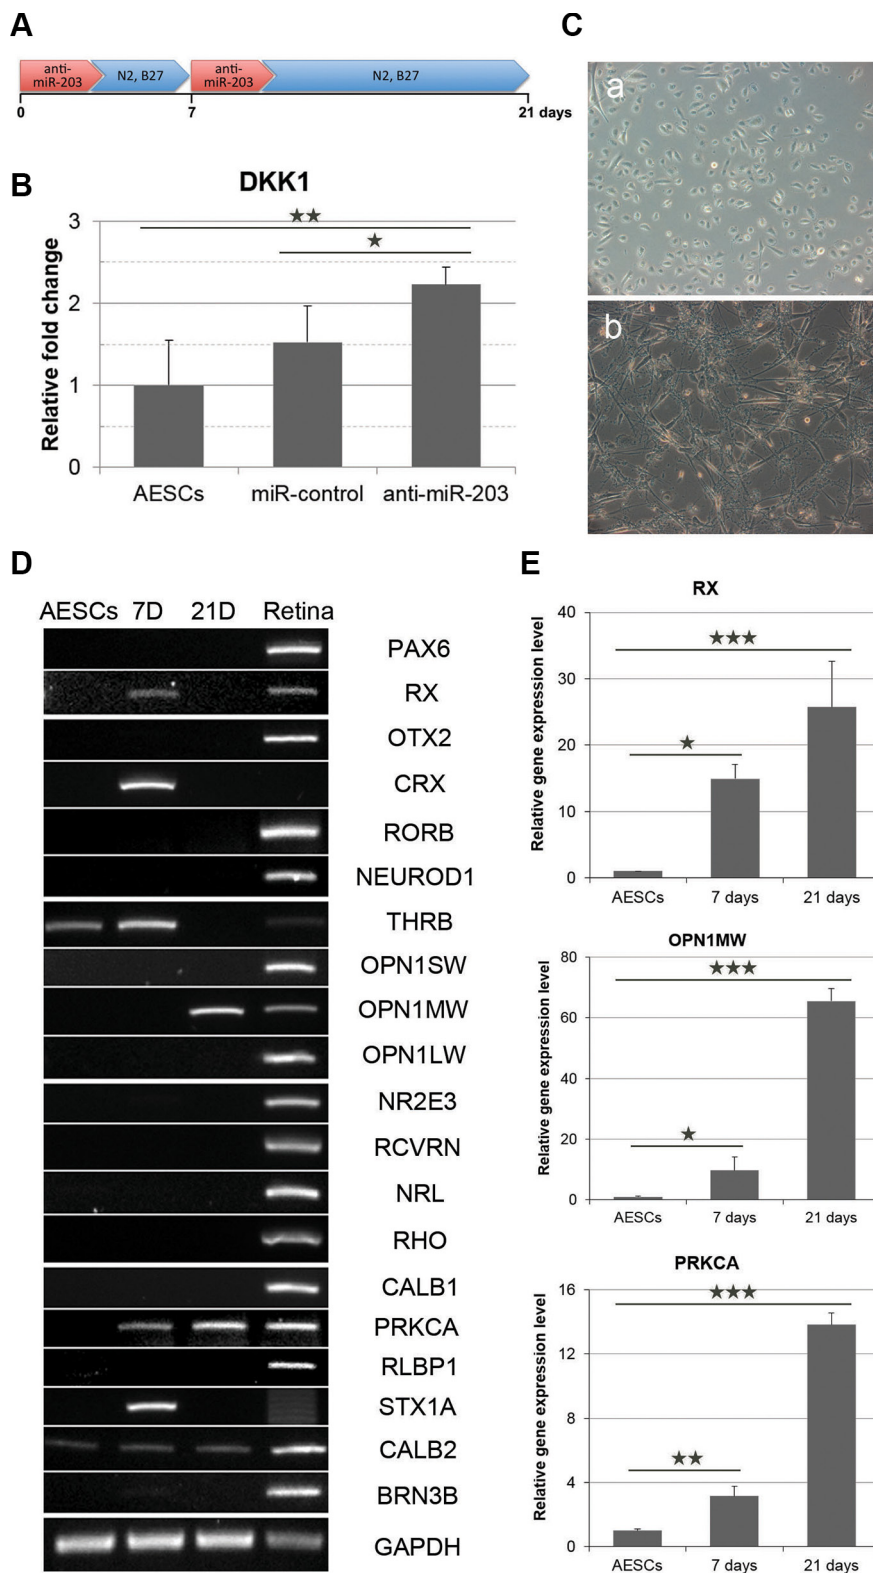 A
anti-
miR-203
N2, B27
anti-
miR-203
N2, B27
0
7
21 days
B
DKK1
Relative fold change
3
2
1
0
AESCs
miR-control
anti-miR-203
C
a
b
D
AESCs 7D 21D Retina
PAX6
RX
OTX2
CRX
RORB
NEUROD1
THRB
OPN1SW
OPN1MW
OPN1LW
NR2E3
RCVRN
NRL
RHO
CALB1
PRKCA
RLBP1
STX1A
CALB2
BRN3B
GAPDH
E
RX
Relative gene expression level
40
30
20
10
0
AESCs
7 days
21 days
OPN1MW
Relative gene expression level
80
60
40
20
0
AESCs
7 days
21 days
PRKCA
Relative gene expression level
16
12
8
4
0
AESCs
7 days
21 days